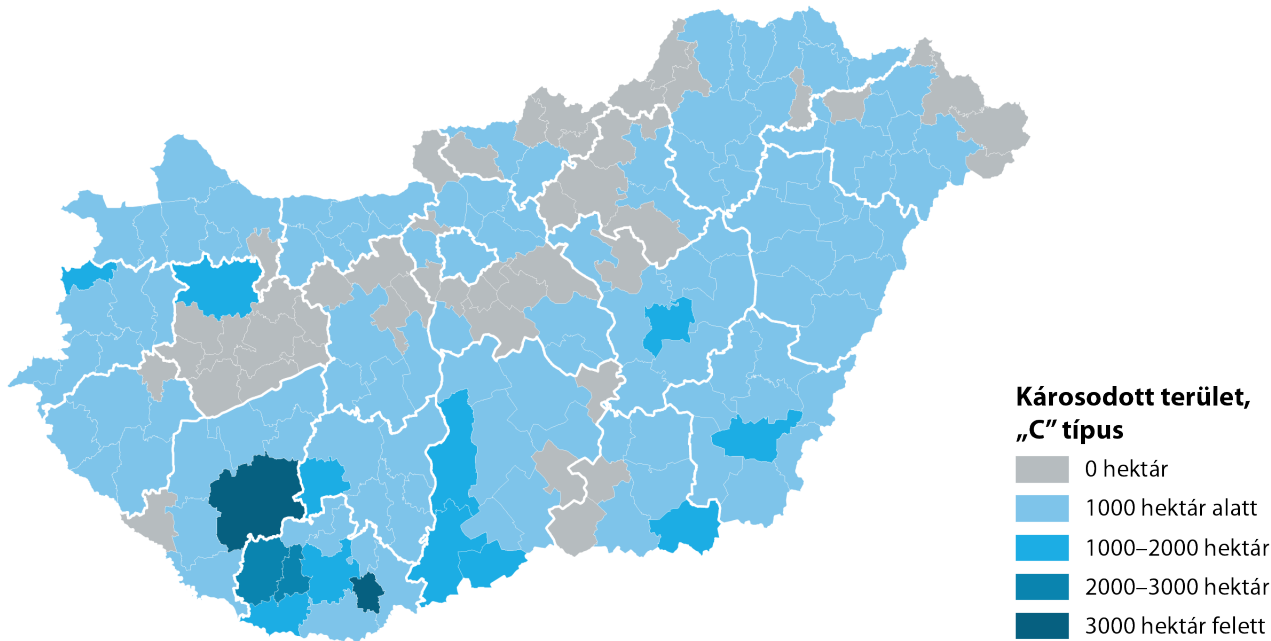 Károsodott terület,
„C” típus
0 hektár
1000 hektár alatt
1000–2000 hektár
2000–3000 hektár
3000 hektár felett